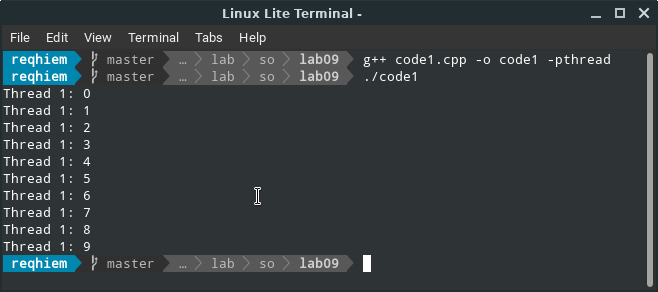 Linux Lite Terminal -
File Edit View Terminal Tabs Help
reqhiem master … lab so lab09 g++ code1.cpp -o code1 -pthread
reqhiem master … lab so lab09 ./code1
Thread 1: 0
Thread 1: 1
Thread 1: 2
Thread 1: 3
Thread 1: 4
Thread 1: 5
Thread 1: 6
Thread 1: 7
Thread 1: 8
Thread 1: 9
reqhiem master … lab so lab09